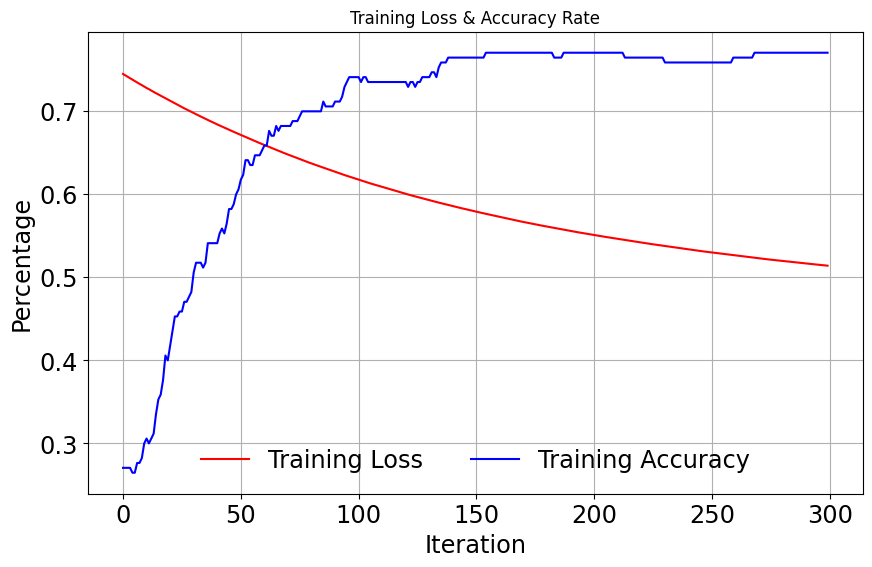 Training Loss & Accuracy Rate
Percentage
0.7
0.6
0.5
0.4
0.3
Training Loss Training Accuracy
0 50 100 150 200 250 300
Iteration